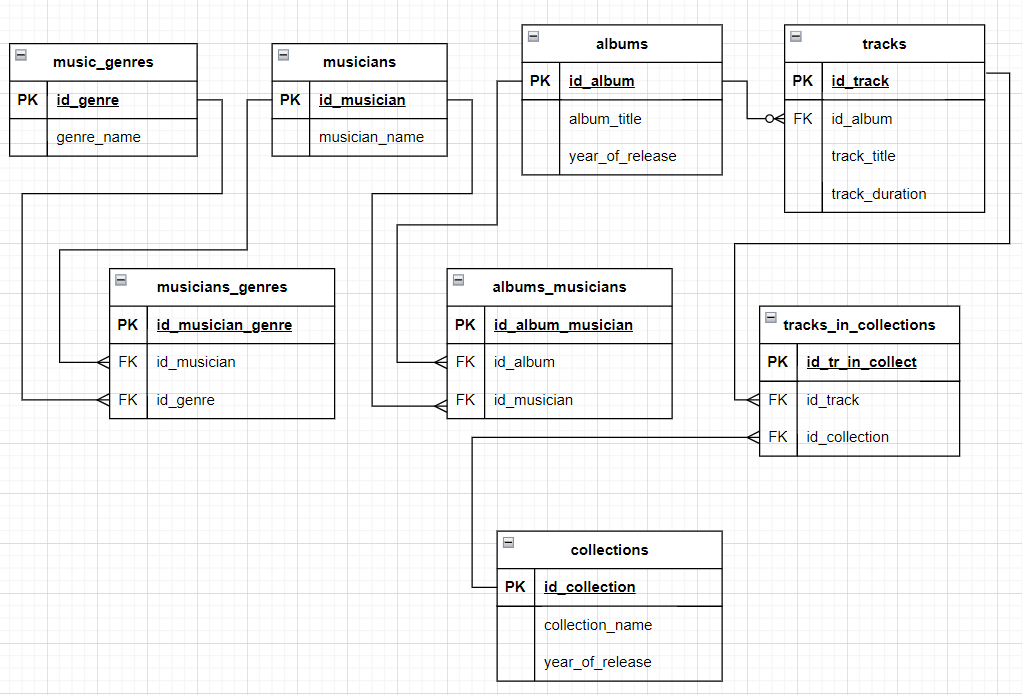 music_genres
PK id_genre
genre_name
musicians
PK id_musician
musician_name
albums
PK id_album
album_title
year_of_release
tracks
PK id_track
FK id_album
track_title
track_duration
musicians_genres
PK id_musician_genre
FK id_musician
FK id_genre
albums_musicians
PK id_album_musician
FK id_album
FK id_musician
tracks_in_collections
PK id_tr_in_collect
FK id_track
FK id_collection
collections
PK id_collection
collection_name
year_of_release